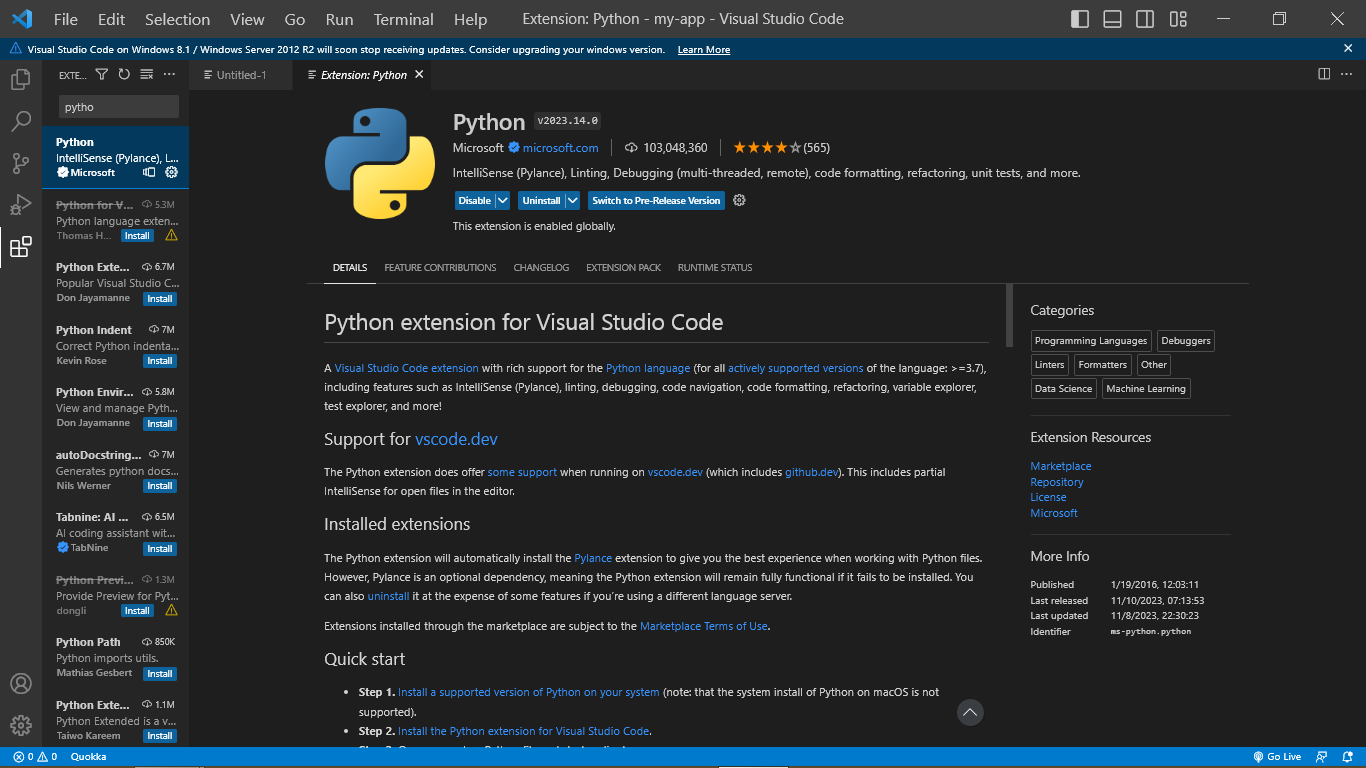 File Edit Selection View Go Run Terminal Help Extension: Python - my-app - Visual Studio Code
Visual Studio Code on Windows 8.1 / Windows Server 2012 R2 will soon stop receiving updates. Consider upgrading your windows version. Learn More
EXTE...
Untitled-1
Extension: Python
pytho
Python
IntelliSense (Pylance), L...
Microsoft
Python for V... 5.3M
Python language exten...
Thomas H... Install
Python Exte... 6.7M
Popular Visual Studio C...
Don Jayamanne Install
Python Indent 7M
Correct Python indenta...
Kevin Rose Install
Python Envir... 5.8M
View and manage Pyth...
Don Jayamanne Install
autoDocstring... 7M
Generates python docs...
Nils Werner Install
Tabnine: AI ... 6.5M
AI coding assistant wit...
TabNine Install
Python Previ... 1.3M
Provide Preview for Pyt...
dongli Install
Python Path 850K
Python imports utils.
Mathias Gesbert Install
Python Exte... 1.1M
Python Extended is a v...
Taiwo Kareem Install
Python v2023.14.0
Microsoft microsoft.com 103,048,360 (565)
IntelliSense (Pylance), Linting, Debugging (multi-threaded, remote), code formatting, refactoring, unit tests, and more.
Disable Uninstall Switch to Pre-Release Version
This extension is enabled globally.
DETAILS FEATURE CONTRIBUTIONS CHANGELOG EXTENSION PACK RUNTIME STATUS
Python extension for Visual Studio Code
A Visual Studio Code extension with rich support for the Python language (for all actively supported versions of the language: >=3.7),
including features such as IntelliSense (Pylance), linting, debugging, code navigation, code formatting, refactoring, variable explorer,
test explorer, and more!
Support for vscode.dev
The Python extension does offer some support when running on vscode.dev (which includes github.dev). This includes partial
IntelliSense for open files in the editor.
Installed extensions
The Python extension will automatically install the Pylance extension to give you the best experience when working with Python files.
However, Pylance is an optional dependency, meaning the Python extension will remain fully functional if it fails to be installed. You
can also uninstall it at the expense of some features if you're using a different language server.
Extensions installed through the marketplace are subject to the Marketplace Terms of Use.
Quick start
• Step 1. Install a supported version of Python on your system (note: that the system install of Python on macOS is not
supported).
• Step 2. Install the Python extension for Visual Studio Code.
Categories
Programming Languages Debuggers
Linters Formatters Other
Data Science Machine Learning
Extension Resources
Marketplace
Repository
License
Microsoft
More Info
Published 1/19/2016, 12:03:11
Last released 11/10/2023, 07:13:53
Last updated 11/8/2023, 22:30:23
Identifier ms-python.python
0 0 Quokka Go Live